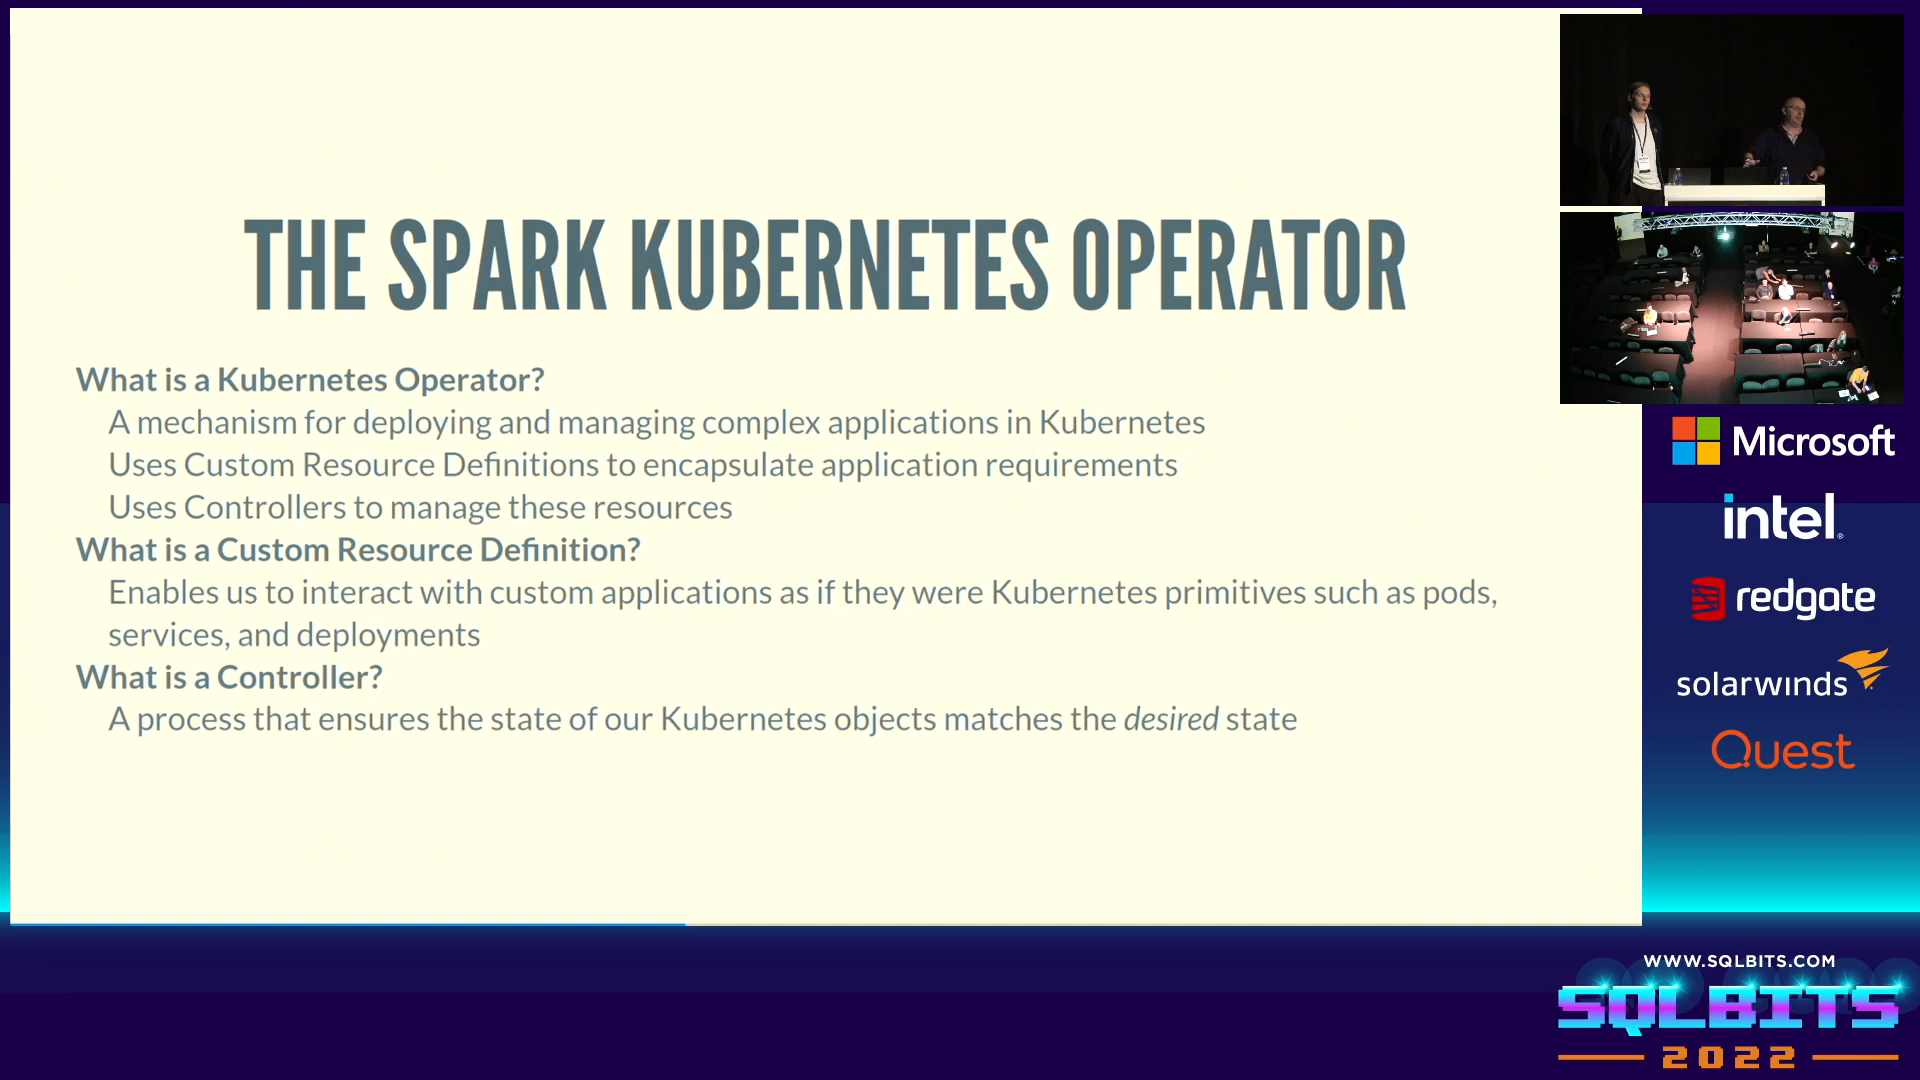 THE SPARK KUBERNETES OPERATOR
What is a Kubernetes Operator?
A mechanism for deploying and managing complex applications in Kubernetes
Uses Custom Resource Definitions to encapsulate application requirements
Uses Controllers to manage these resources
What is a Custom Resource Definition?
Enables us to interact with custom applications as if they were Kubernetes primitives such as pods,
services, and deployments
What is a Controller?
A process that ensures the state of our Kubernetes objects matches the desired state
Microsoft
intel®
redgate
solarwinds
Quest
WWW.SQLBITS.COM
SQLBITS
2022